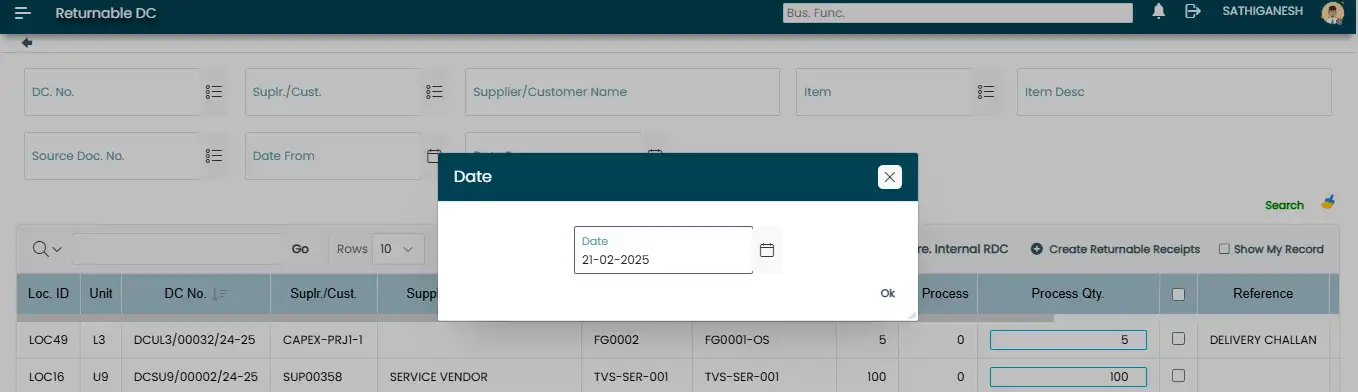 Returnable DC
Bus. Func.
SATHIGANESH
DC. No.
Suplr./Cust.
Supplier/Customer Name
Item
Item Desc
Source Doc. No.
Date From
Date
Date
21-02-2025
Ok
Search
Go
Rows
10
re. Internal RDC
Create Returnable Receipts
Show My Record
Loc. ID Unit DC No. Suplr./Cust. Suppl Process Process Qty. Reference
LOC49 L3 DCUL3/00032/24-25 CAPEX-PRJ1-1 FG0002 FG0001-OS 5 0 5 DELIVERY CHALLAN
LOC16 U9 DCSU9/00002/24-25 SUP00358 SERVICE VENDOR TVS-SER-001 TVS-SER-001 100 0 100